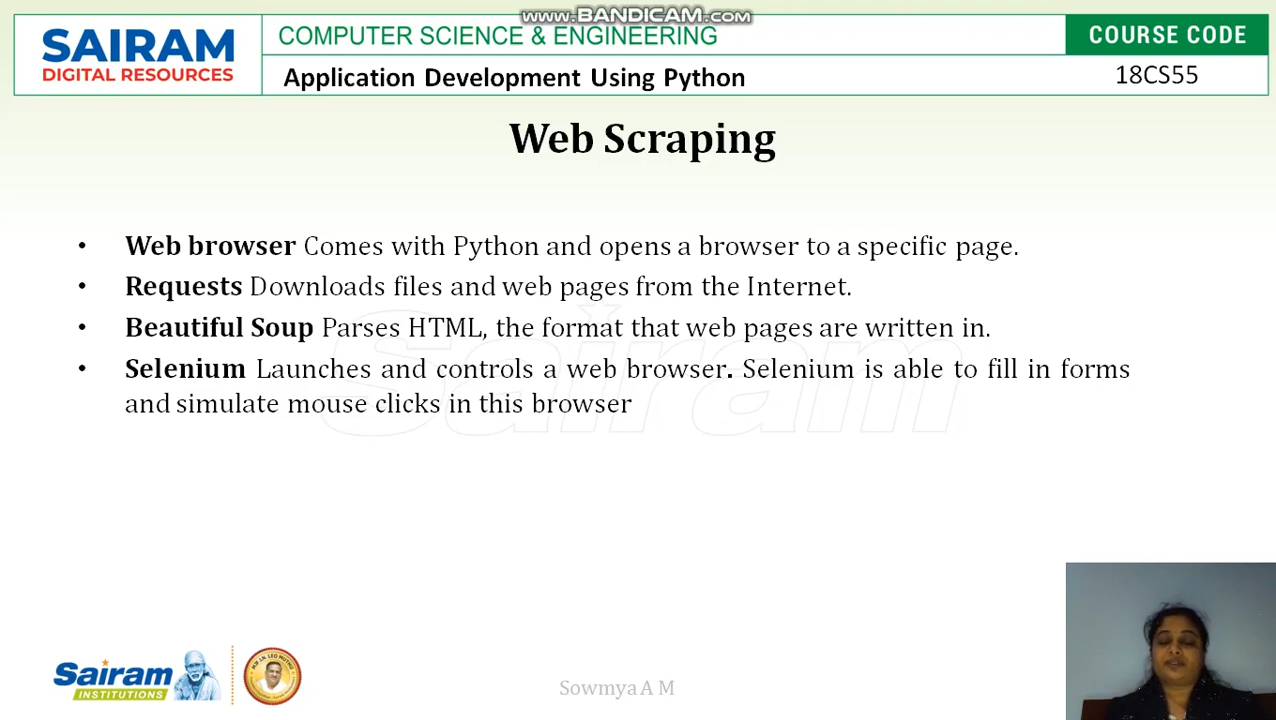 www.BANDICAM.com
SAIRAM
DIGITAL RESOURCES
COMPUTER SCIENCE & ENGINEERING
COURSE CODE
Application Development Using Python
18CS55
Web Scraping
• Web browser Comes with Python and opens a browser to a specific page.
• Requests Downloads files and web pages from the Internet.
• Beautiful Soup Parses HTML, the format that web pages are written in.
• Selenium Launches and controls a web browser. Selenium is able to fill in forms
and simulate mouse clicks in this browser
Sairam
Sairam
INSTITUTIONS
Sowmya A M